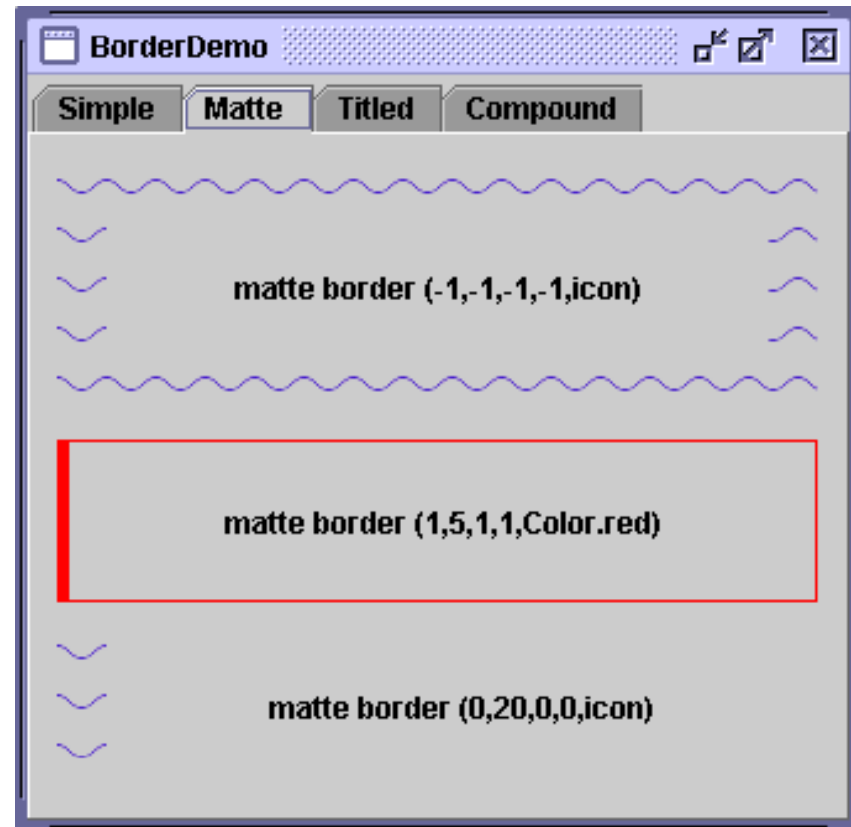 BorderDemo
Simple Matte Titled Compound
matte border (-1,-1,-1,-1,icon)
matte border (1,5,1,1,Color.red)
matte border (0,20,0,0,icon)